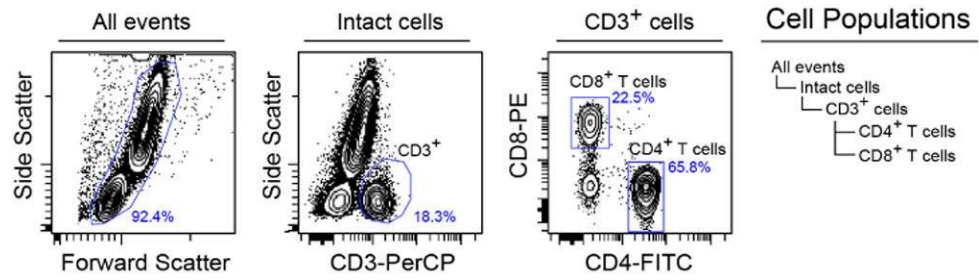 All events
Side Scatter
92.4%
Forward Scatter
Intact cells
Side Scatter
CD3+
18.3%
CD3-PerCP
CD3+ cells
CD8-PE
CD8+ T cells
22.5%
CD4+ T cells
65.8%
CD4-FITC
Cell Populations
All events
Intact cells
CD3+ cells
CD4+ T cells
CD8+ T cells